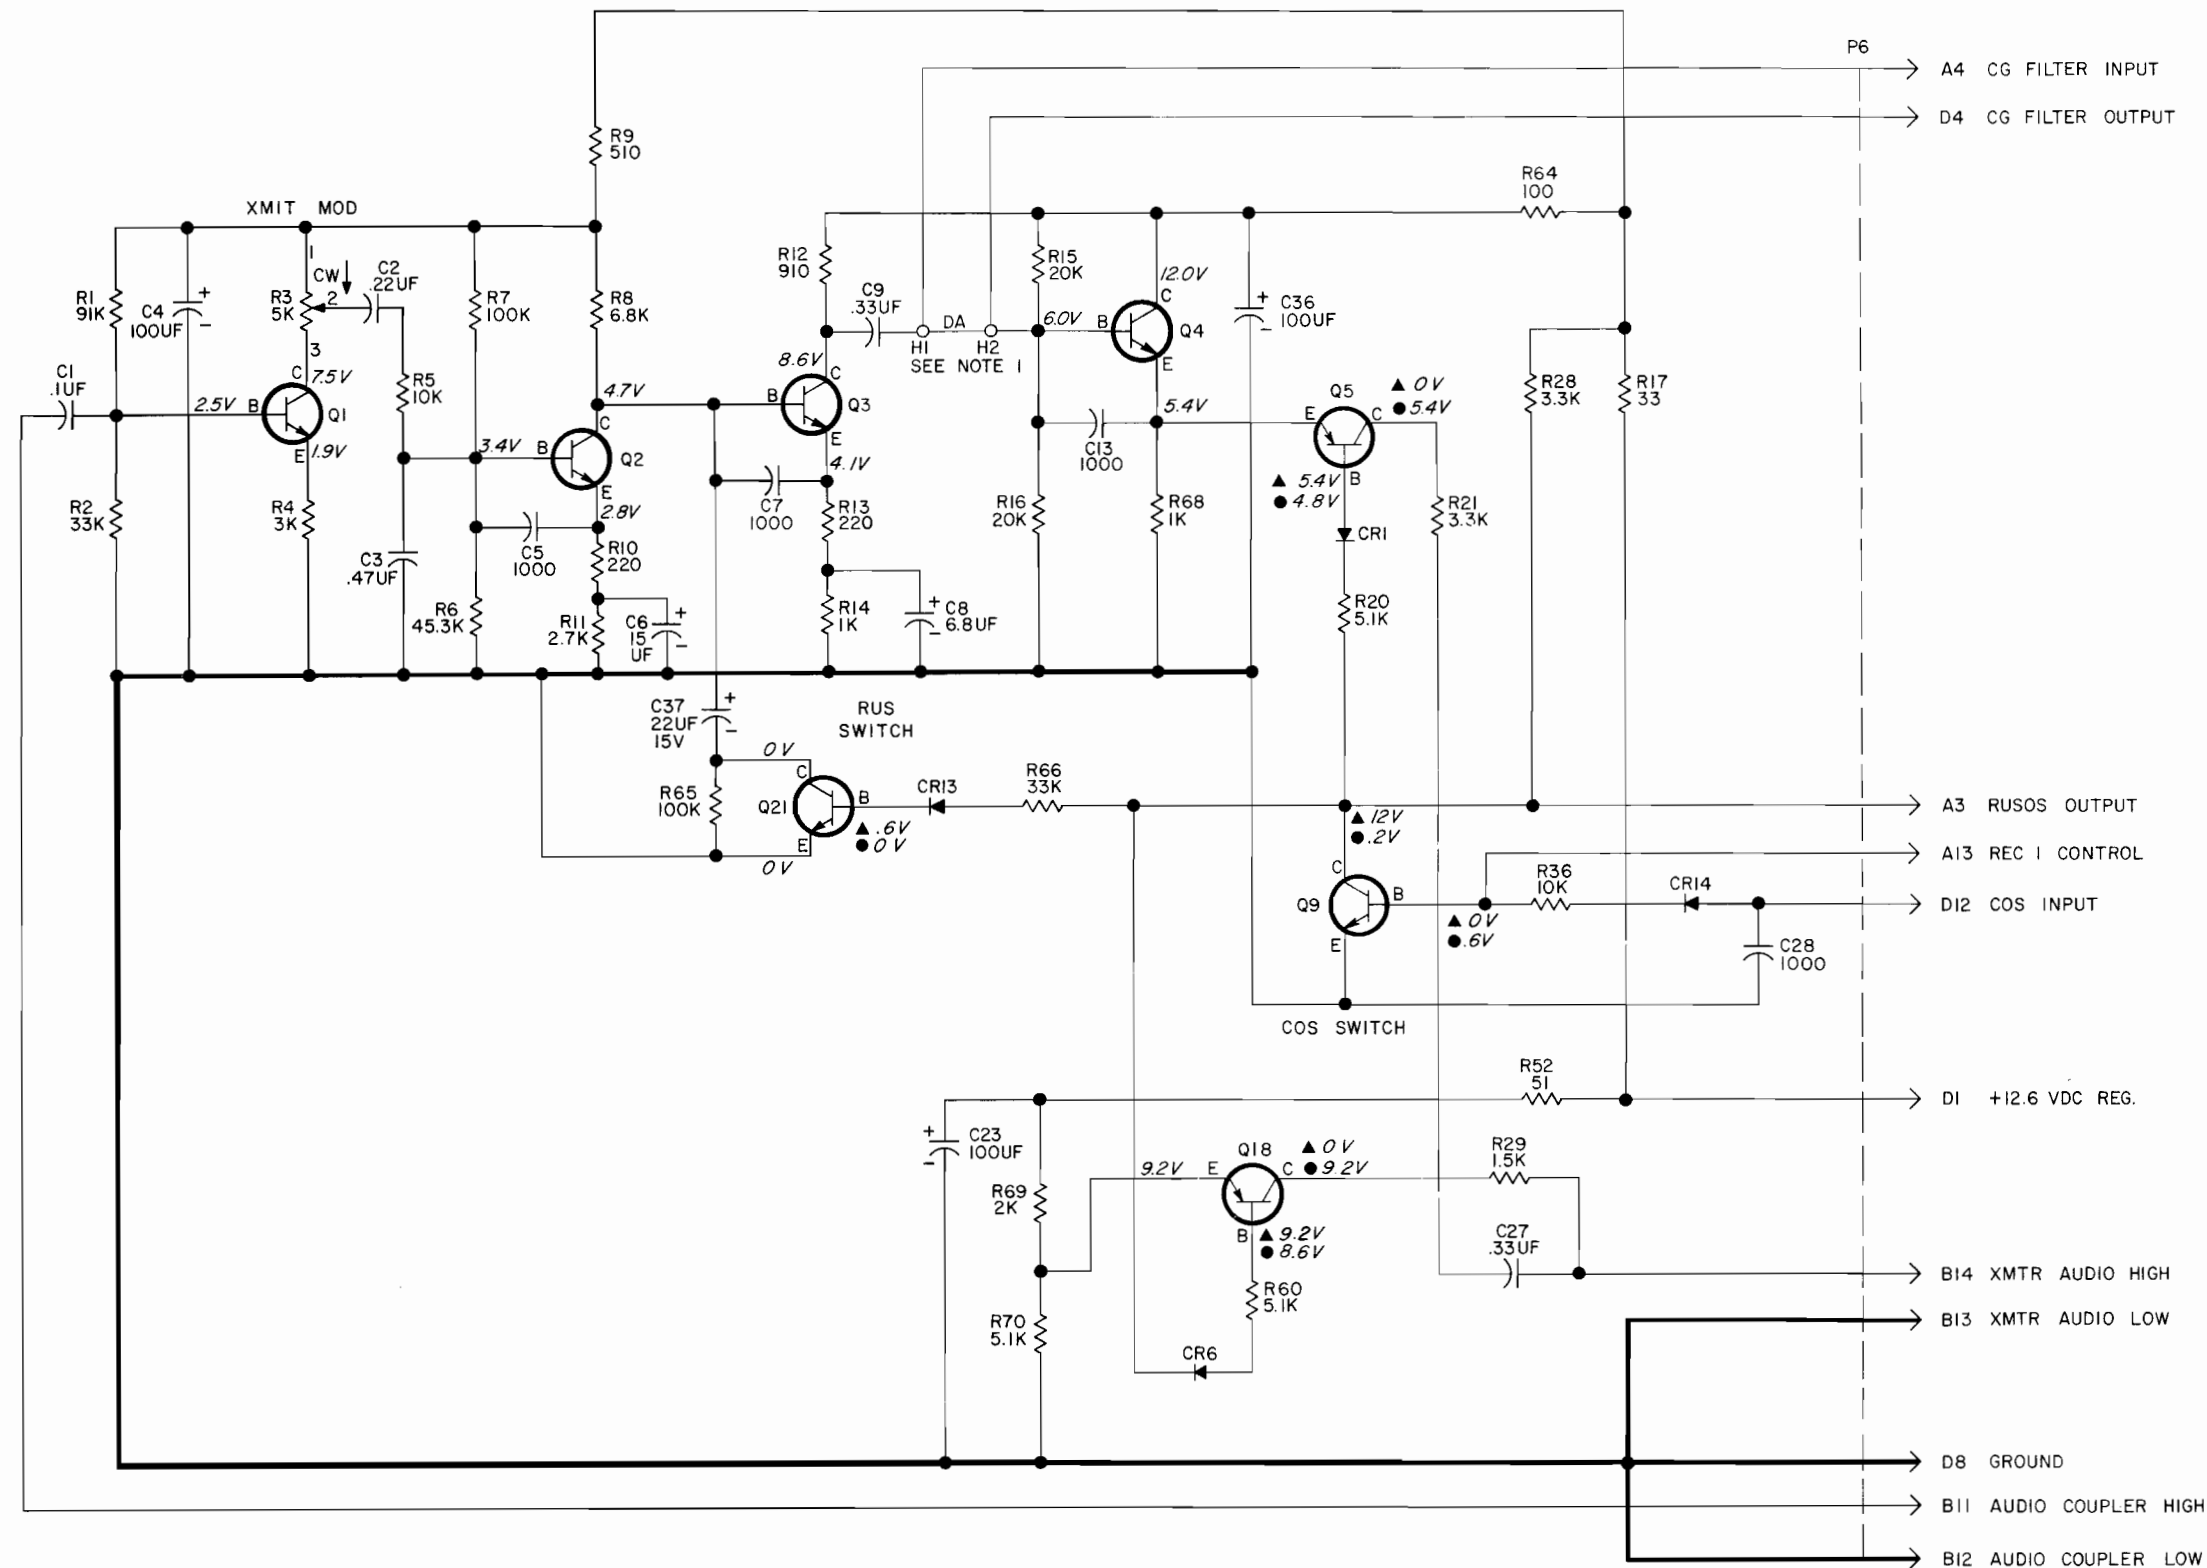 P6
A4 CG FILTER INPUT
D4 CG FILTER OUTPUT
R9
510
R64
100
XMIT MOD
1
CW
2
3
R1
91K
C4
100UF
+
-
R3
5K
C2
.22UF
R7
100K
R8
6.8K
R12
910
C9
.33UF
H1
DA
H2
SEE NOTE 1
R15
20K
12.0V
C
6.0V
B
Q4
E
C36
100UF
+
-
C1
.1UF
2.5V
B
C
7.5V
Q1
E
1.9V
R5
10K
4.7V
8.6V
B
C
Q3
E
4.1V
5.4V
Q5
E
C
▲ 0V
● 5.4V
R28
3.3K
R17
33
3.4V
B
C
Q2
E
2.8V
C7
1000
R13
220
C13
1000
▲ 5.4V
● 4.8V
B
R2
33K
R4
3K
C3
.47UF
C5
1000
R10
220
R16
20K
R68
1K
CR1
R21
3.3K
R6
45.3K
R11
2.7K
C6
15
UF
+
-
R14
1K
C8
6.8UF
+
-
R20
5.1K
C37
22UF
15V
+
-
RUS
SWITCH
0V
C
R65
100K
Q21
B
E
▲ .6V
● 0V
0V
CR13
R66
33K
A3 RUSOS OUTPUT
▲ 12V
● .2V
A13 REC 1 CONTROL
C
Q9
B
E
▲ 0V
● .6V
R36
10K
CR14
D12 COS INPUT
C28
1000
COS SWITCH
R52
51
D1 +12.6 VDC REG.
+
-
C23
100UF
R69
2K
9.2V
E
Q18
C
▲ 0V
● 9.2V
B
▲ 9.2V
● 8.6V
R29
1.5K
C27
.33UF
B14 XMTR AUDIO HIGH
R60
5.1K
R70
5.1K
B13 XMTR AUDIO LOW
CR6
D8 GROUND
B11 AUDIO COUPLER HIGH
B12 AUDIO COUPLER LOW